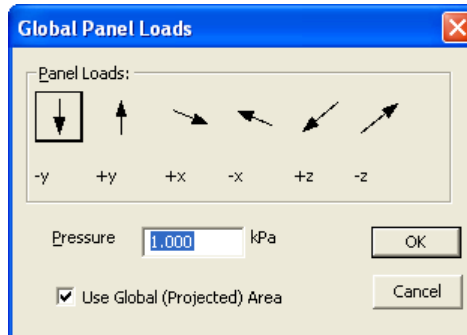 Global Panel Loads
Panel Loads:
-y +y +x -x +z -z
Pressure 1.000 kPa
OK
Use Global (Projected) Area
Cancel